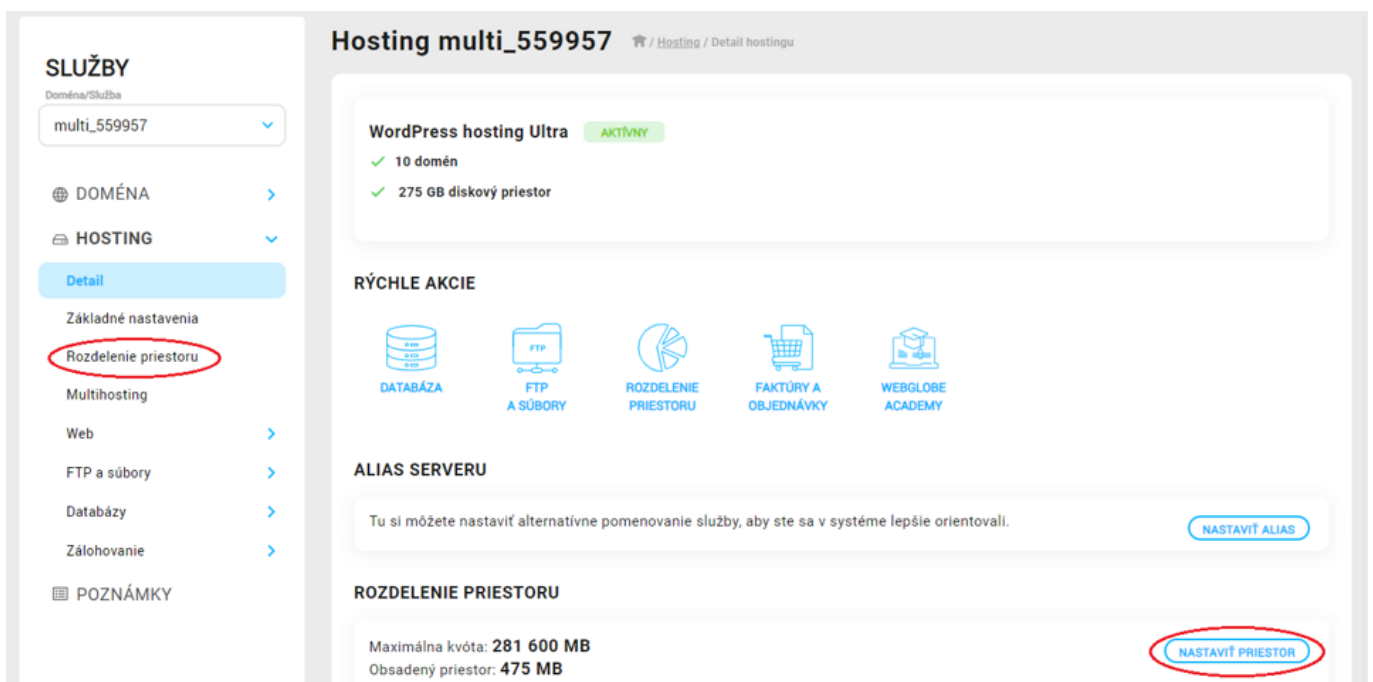 Hosting multi_559957
/ Hosting / Detail hostingu
SLUŽBY
Doména/Služba
multi_559957
DOMÉNA
HOSTING
Detail
Základné nastavenia
Rozdelenie priestoru
Multihosting
Web
FTP a súbory
Databázy
Zálohovanie
POZNÁMKY
WordPress hosting Ultra
AKTÍVNY
10 domén
275 GB diskový priestor
RÝCHLE AKCIE
DATABÁZA
FTP
FTP
A SÚBORY
ROZDELENIE
PRIESTORU
FAKTÚRY A
OBJEDNÁVKY
WEBGLOBE
ACADEMY
ALIAS SERVERU
Tu si môžete nastaviť alternatívne pomenovanie služby, aby ste sa v systéme lepšie orientovali.
NASTAVIŤ ALIAS
ROZDELENIE PRIESTORU
Maximálna kvóta: 281 600 MB
Obsadený priestor: 475 MB
NASTAVIŤ PRIESTOR